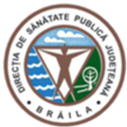 DIRECȚIA DE SĂNĂTATE PUBLICĂ JUDEȚEANĂ
BRĂILA